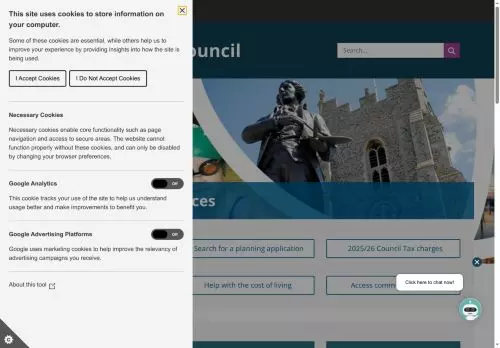 This site uses cookies to store information on
your computer.
Some of these cookies are essential, while others help us to
improve your experience by providing insights into how the site is
being used.
I Accept Cookies
I Do Not Accept Cookies
Necessary Cookies
Necessary cookies enable core functionality such as page
navigation and access to secure areas. The website cannot
function properly without these cookies, and can only be disabled
by changing your browser preferences.
Google Analytics
Off
This cookie tracks your use of the site to help us understand
usage better and make improvements to benefit you.
Google Advertising Platforms
Off
Google uses marketing cookies to help improve the relevancy of
advertising campaigns you receive.
About this tool
Search...
Search for a planning application
2025/26 Council Tax charges
Help with the cost of living
Access
Click here to chat now!